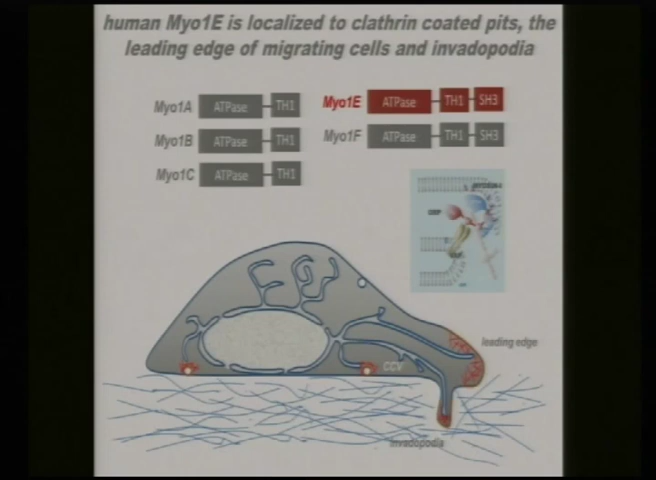 human Myo1E is localized to clathrin coated pits, the
leading edge of migrating cells and invadopodia
Myo1A ATPase TH1
Myo1E ATPase TH1 SH3
Myo1B ATPase TH1
Myo1F ATPase TH1 SH3
Myo1C ATPase TH1
leading edge
CCV
invadopodia